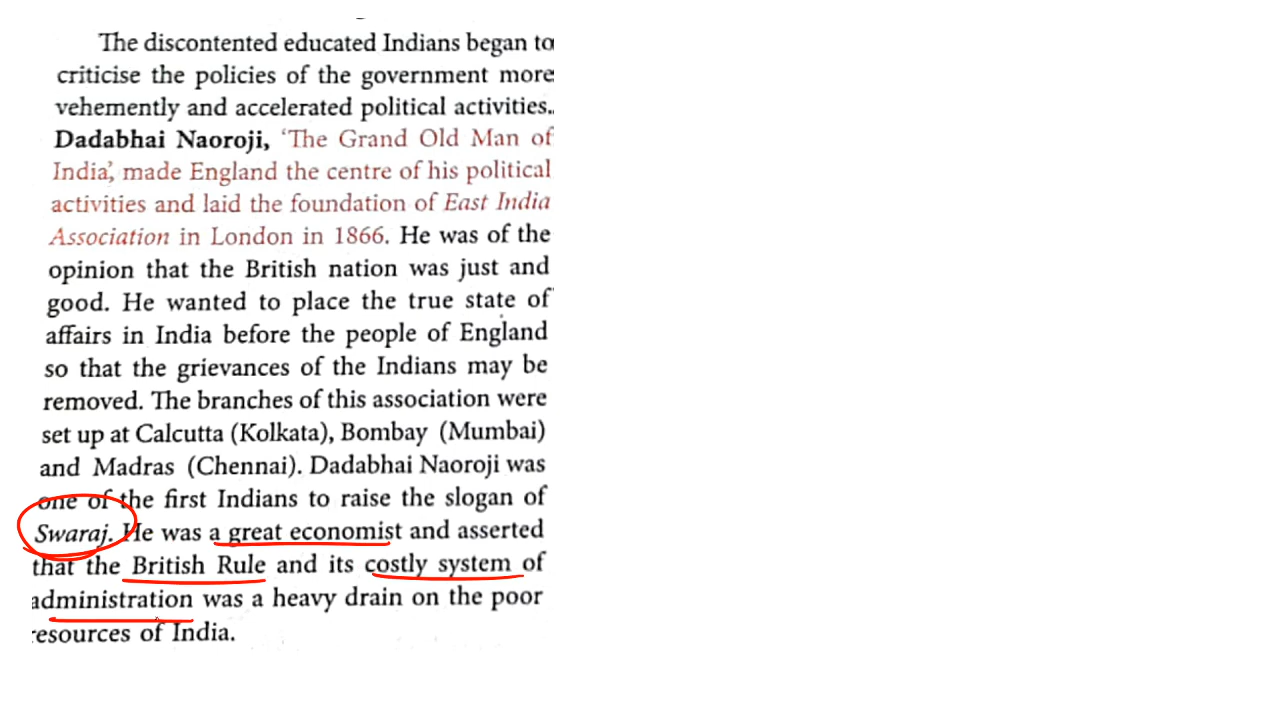 The discontented educated Indians began to
criticise the policies of the government more
vehemently and accelerated political activities.
Dadabhai Naoroji, 'The Grand Old Man of
India', made England the centre of his political
activities and laid the foundation of East India
Association in London in 1866. He was of the
opinion that the British nation was just and
good. He wanted to place the true state of
affairs in India before the people of England
so that the grievances of the Indians may be
removed. The branches of this association were
set up at Calcutta (Kolkata), Bombay (Mumbai)
and Madras (Chennai). Dadabhai Naoroji was
one of the first Indians to raise the slogan of
Swaraj. He was a great economist and asserted
that the British Rule and its costly system of
administration was a heavy drain on the poor
resources of India.